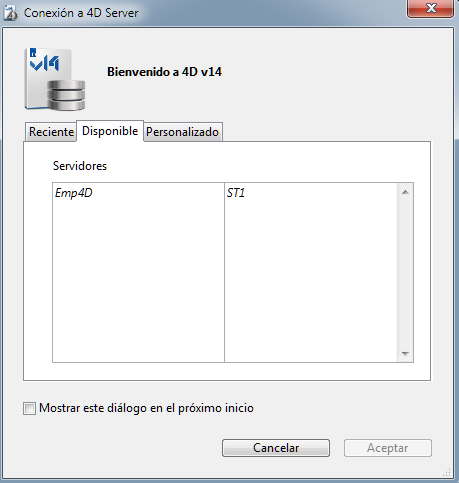 Conexión a 4D Server
v14
Bienvenido a 4D v14
Reciente Disponible Personalizado
Servidores
Emp4D ST1
Mostrar este diálogo en el próximo inicio
Cancelar Aceptar